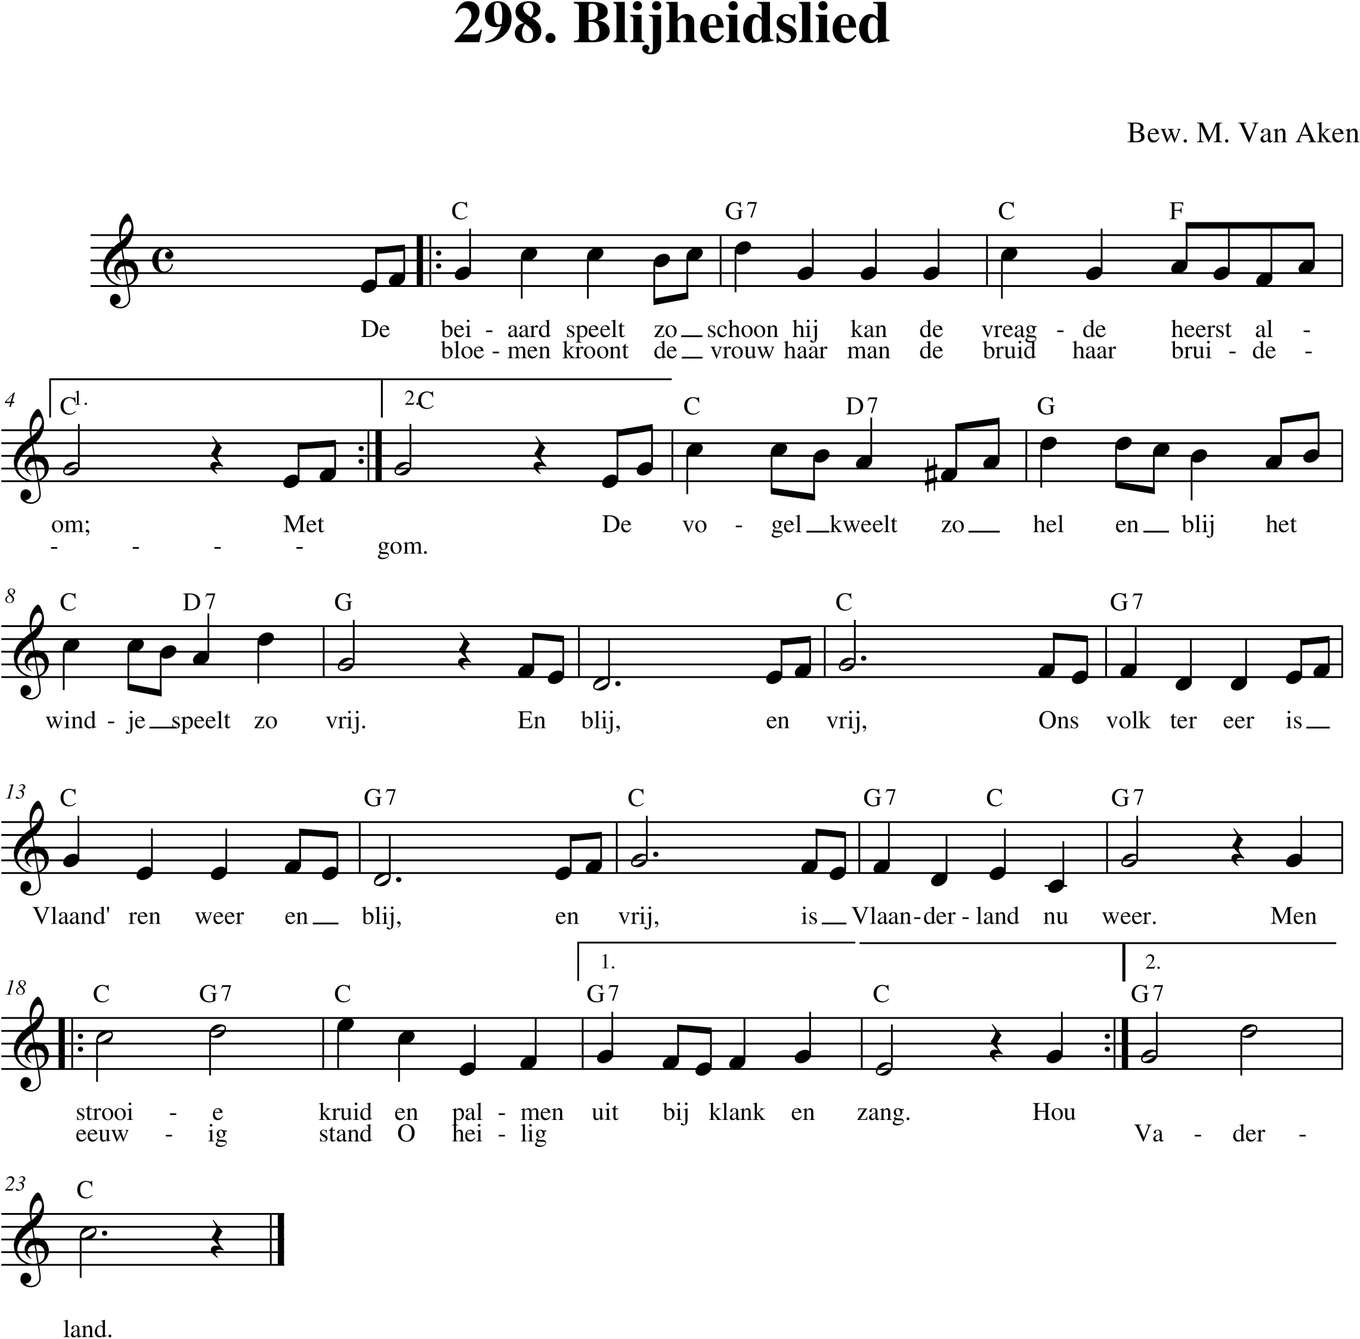 298. Blijheidslied
Bew. M. Van Aken
C G7 C F
De bei - aard speelt zo schoon hij kan de vreag - de heerst al -
bloe - men kroont de vrouw haar man de bruid haar brui - de -
4 1. 2.
C C C D7 G
om; Met De vo - gel kweelt zo hel en blij het
- - - - gom.
8
C D7 G C G7
wind - je speelt zo vrij. En blij, en vrij, Ons volk ter eer is
13
C G7 C G7 C G7
Vlaand' ren weer en blij, en vrij, is Vlaan-der - land nu weer. Men
18 1. 2.
C G7 C G7 C G7
strooi - e kruid en pal - men uit bij klank en zang. Hou
eeuw - ig stand O hei - lig Va - der -
23
C
land.